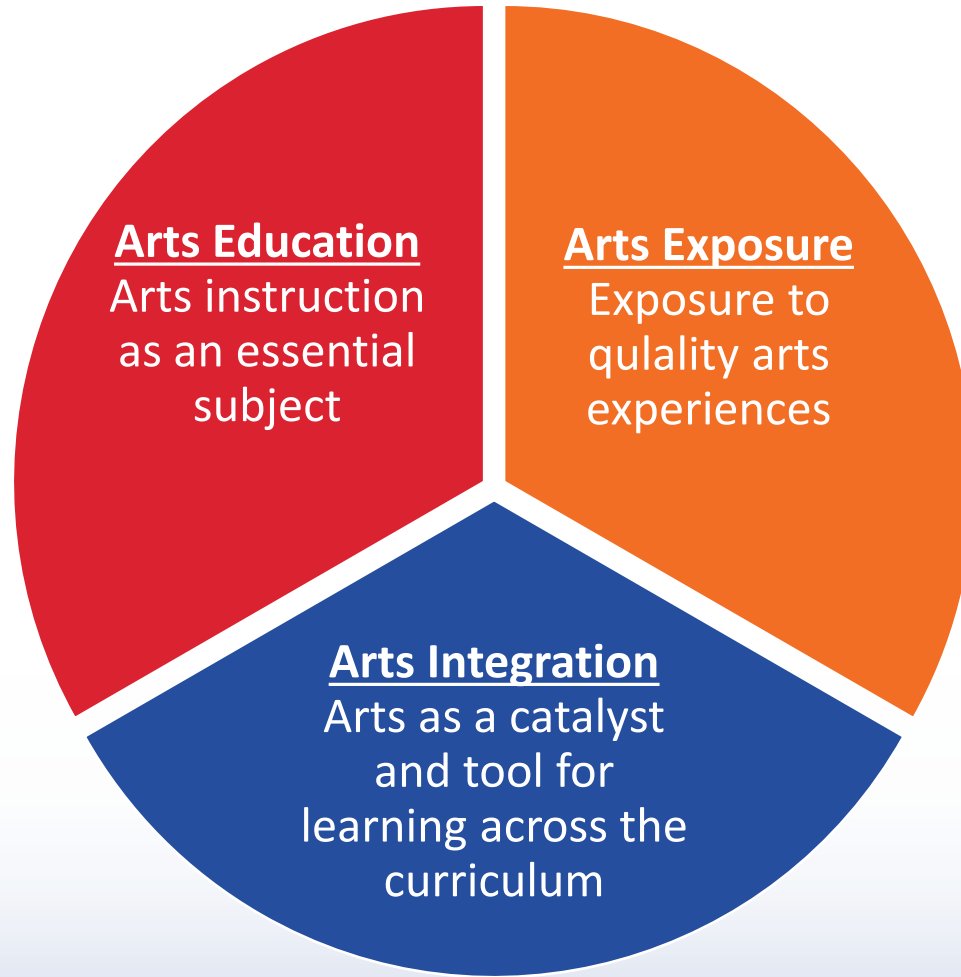 Arts Education
Arts instruction
as an essential
subject
Arts Exposure
Exposure to
qulality arts
experiences
Arts Integration
Arts as a catalyst
and tool for
learning across the
curriculum